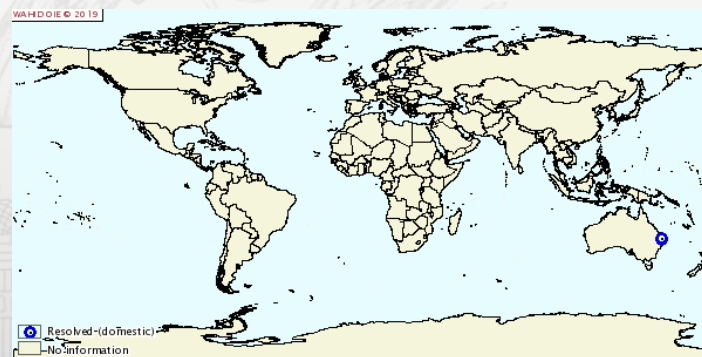 WAHID OIE © 2019
Resolved-(domestic)
No information